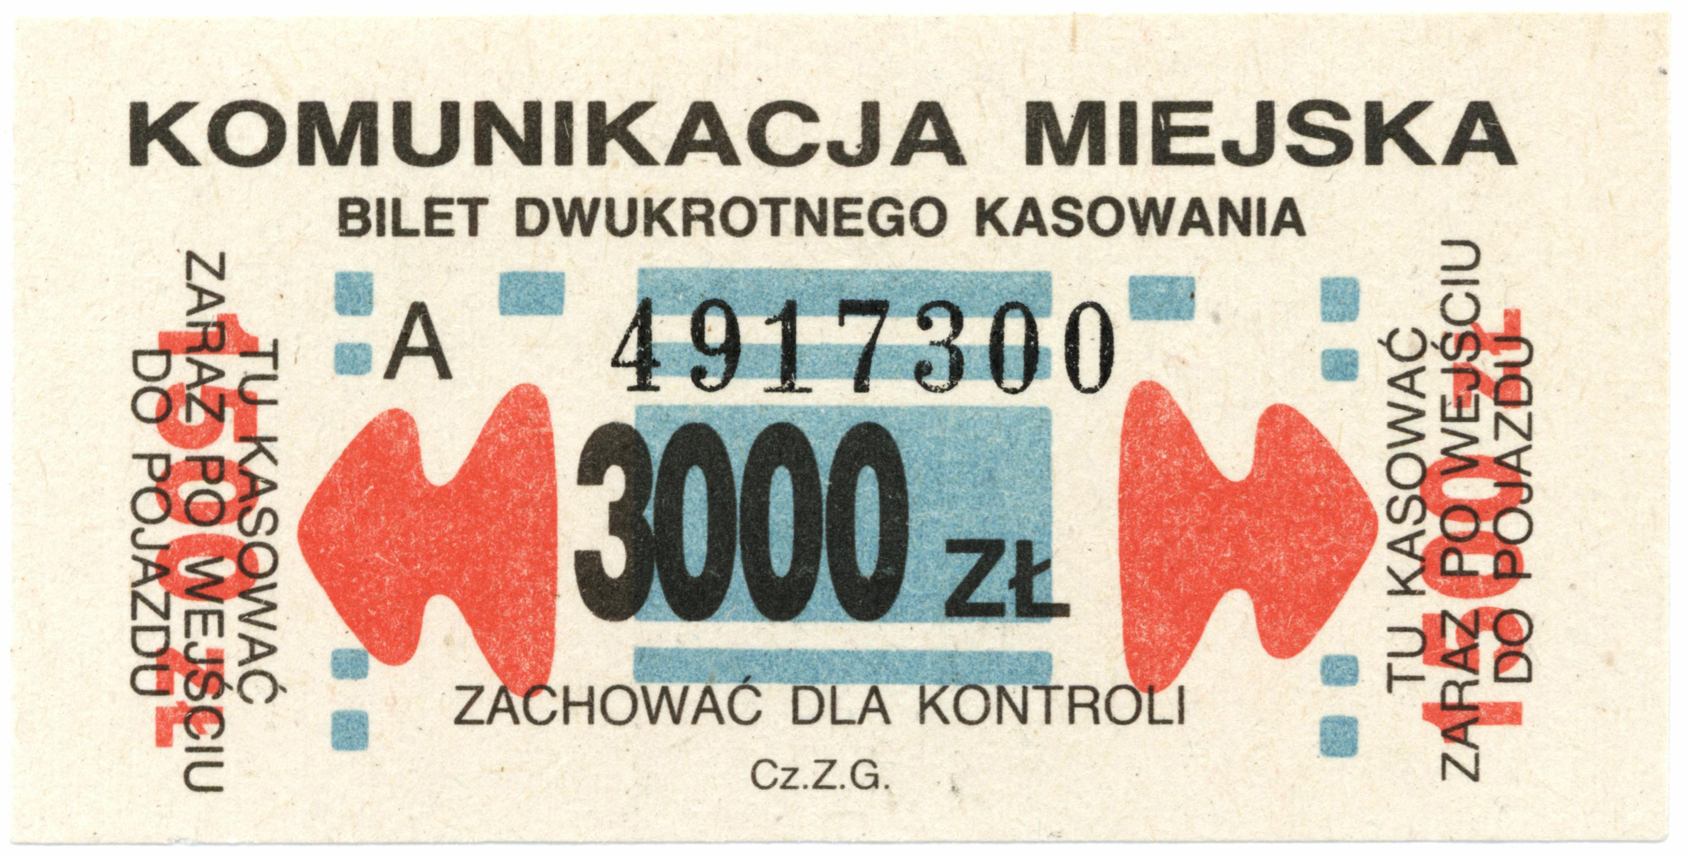 KOMUNIKACJA MIEJSKA
BILET DWUKROTNEGO KASOWANIA
A 4917300
3000 ZŁ
ZACHOWAĆ DLA KONTROLI
Cz.Z.G.
TU KASOWAĆ
ZARAZ PO WEJŚCIU
DO POJAZDU
1500 zł
TU KASOWAĆ
ZARAZ PO WEJŚCIU
DO POJAZDU
1500 zł